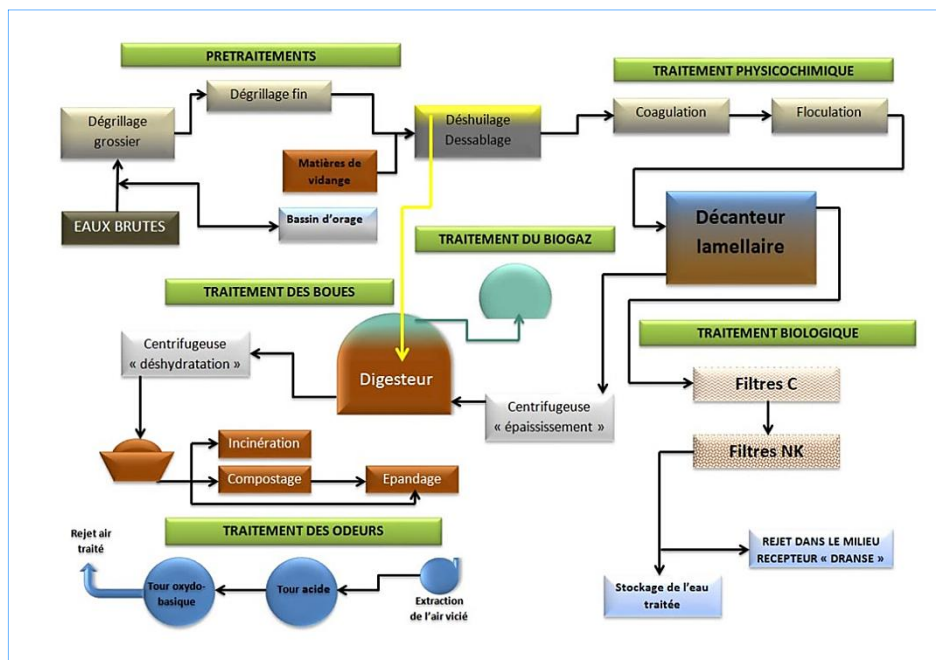 PRETRAITEMENTS
TRAITEMENT PHYSICOCHIMIQUE
Dégrillage fin
Dégrillage
grossier
Déshuilage
Dessablage
Coagulation
Floculation
Matières de
vidange
EAUX BRUTES
Bassin d'orage
Décanteur
lamellaire
TRAITEMENT DU BIOGAZ
TRAITEMENT DES BOUES
TRAITEMENT BIOLOGIQUE
Centrifugeuse
« déshydratation »
Digesteur
Centrifugeuse
« épaississement »
Filtres C
Filtres NK
Incinération
Compostage
Epandage
TRAITEMENT DES ODEURS
Rejet air
traité
Tour oxydo-
basique
Tour acide
Extraction
de l'air vicié
REJET DANS LE MILIEU
RECEPTEUR « DRANSE »
Stockage de l'eau
traitée